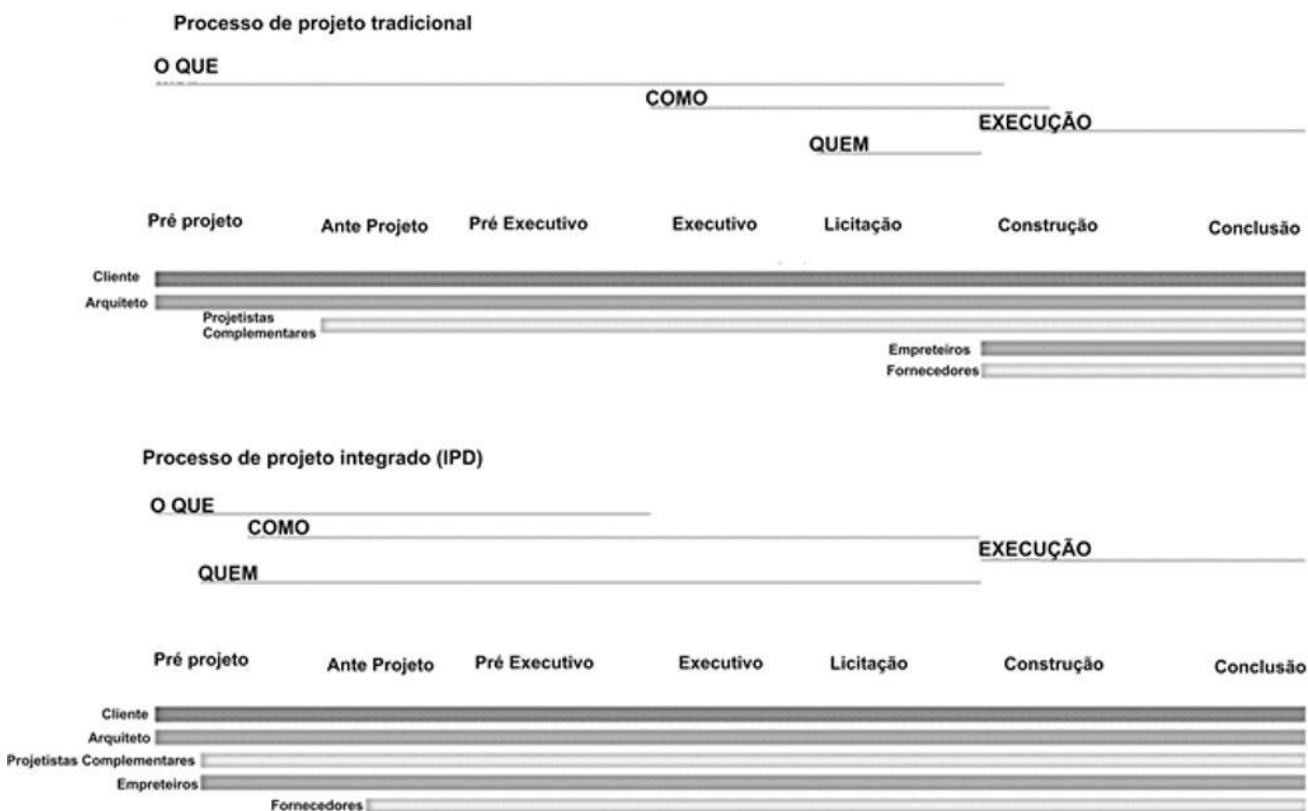 Processo de projeto tradicional
O QUE
COMO
EXECUÇÃO
QUEM
Pré projeto Ante Projeto Pré Executivo Executivo Licitação Construção Conclusão
Cliente
Arquiteto
Projetistas
Complementares
Empreteiros
Fornecedores
Processo de projeto integrado (IPD)
O QUE
COMO
EXECUÇÃO
QUEM
Pré projeto Ante Projeto Pré Executivo Executivo Licitação Construção Conclusão
Cliente
Arquiteto
Projetistas Complementares
Empreteiros
Fornecedores